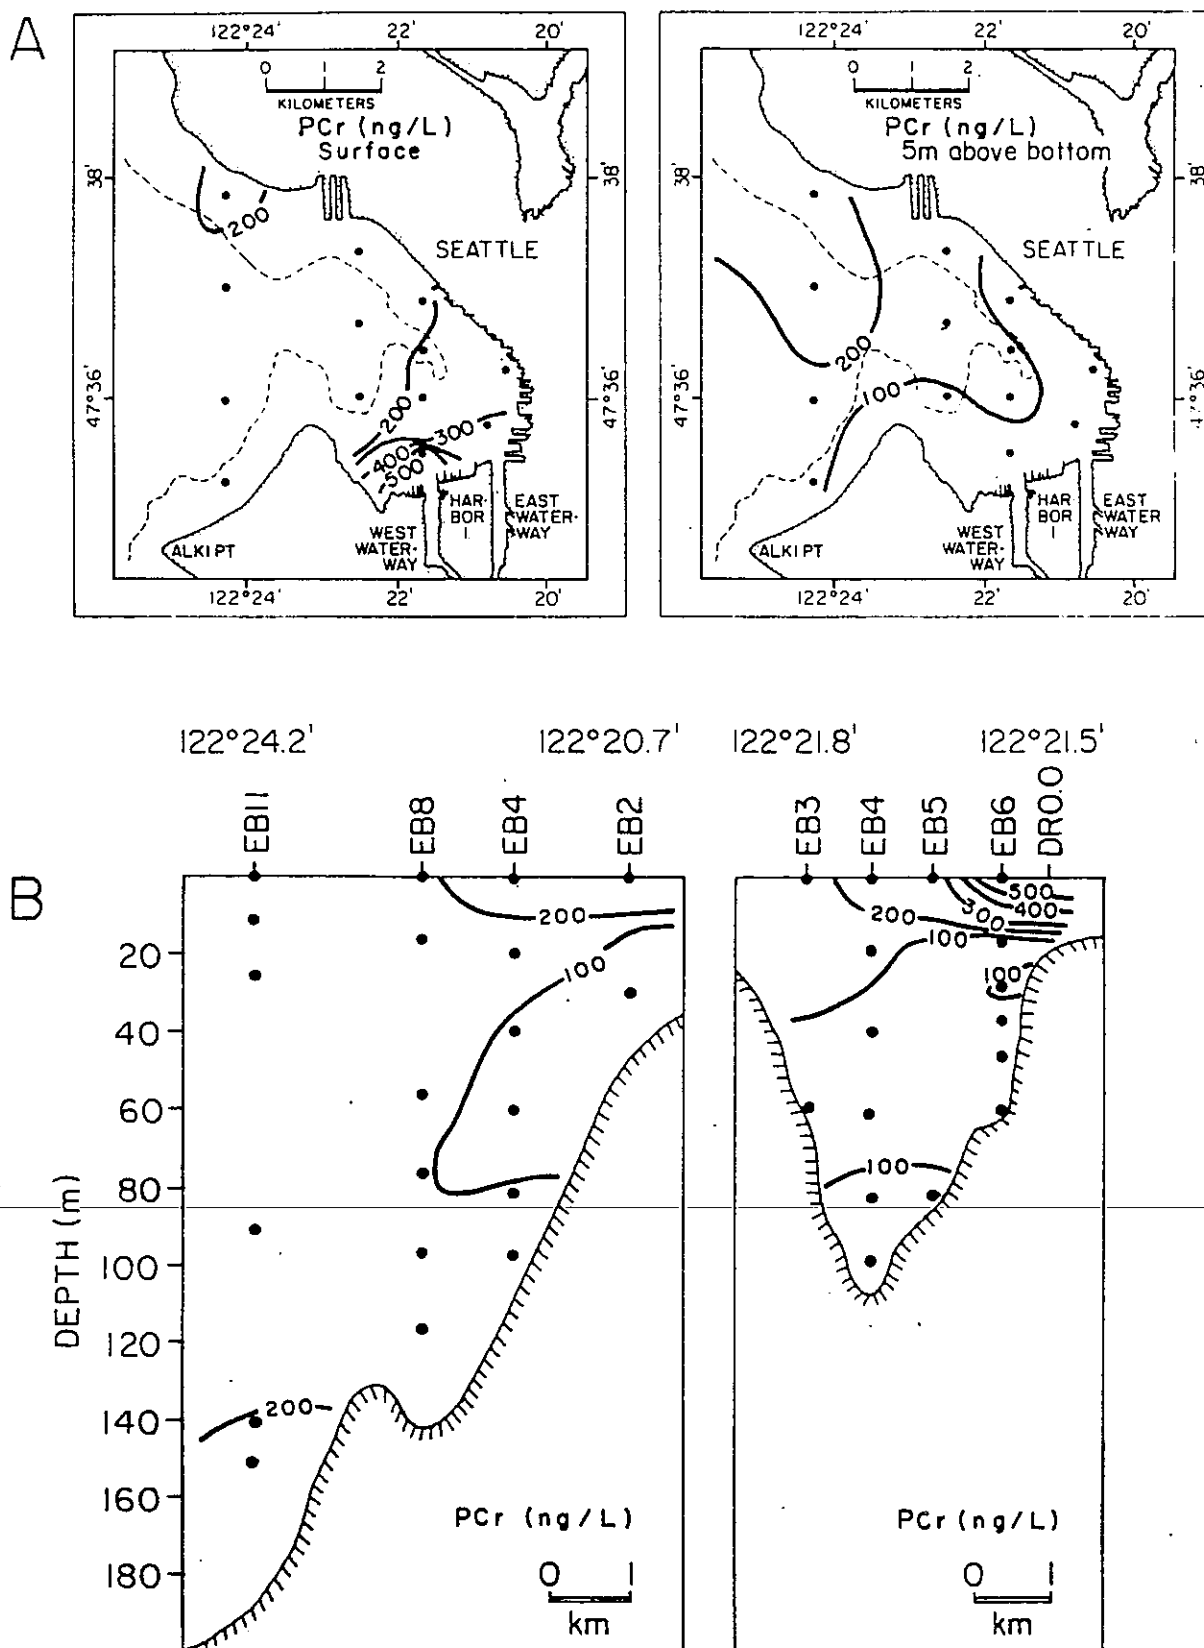 A
122°24' 22' 20'
0 1 2
KILOMETERS
PCr (ng/L)
Surface
38'
200
SEATTLE
47°36'
200
300
400
500
ALKI PT
WEST
WATER-
WAY
HAR-
BOR
I.
EAST
WATER-
WAY
122°24' 22' 20'
122°24' 22' 20'
0 1 2
KILOMETERS
PCr (ng/L)
5m above bottom
38'
38'
SEATTLE
200
100
47°36'
47°36'
ALKI PT
WEST
WATER-
WAY
HAR
BOR
I
EAST
WATER
WAY
122°24' 22' 20'
B
122°24.2' 122°20.7'
EB11 EB8 EB4 EB2
200
100
200
DEPTH (m)
20
40
60
80
100
120
140
160
180
PCr (ng/L)
0 1
km
122°21.8' 122°21.5'
EB3 EB4 EB5 EB6 DR0.0
500
400
300
200
100
100
100
PCr (ng/L)
0 1
km